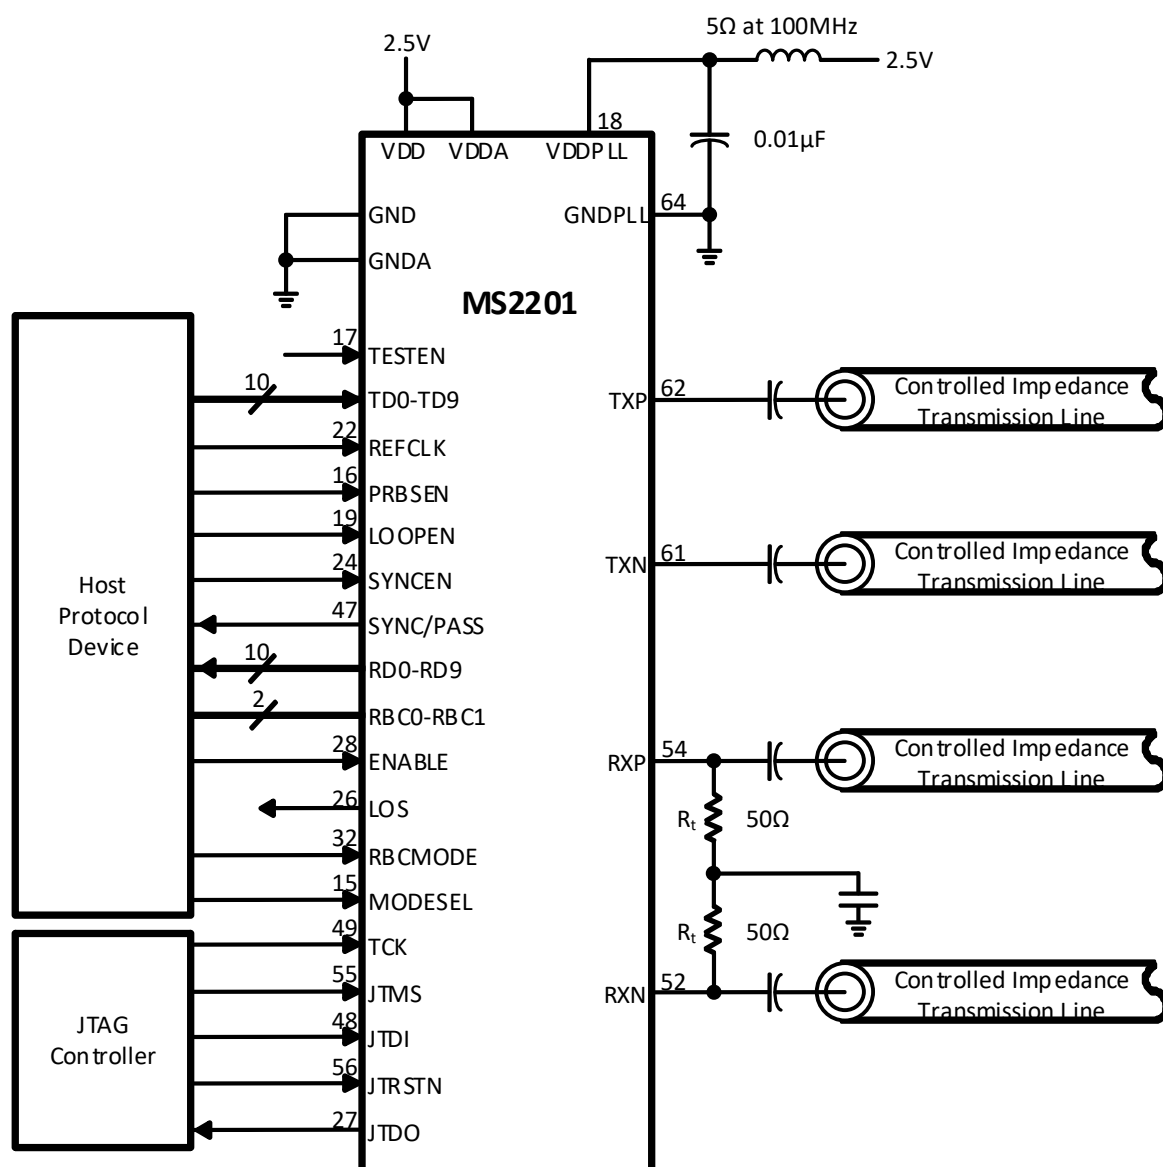 5Ω at 100MHz
2.5V
2.5V
18
0.01µF
VDD
VDDA
VDDPLL
GND
GNDPLL
64
GNDA
MS2201
17
TESTEN
10
TD0-TD9
TXP
62
Controlled Impedance
Transmission Line
22
REFCLK
16
PRBSEN
19
LOOPEN
24
SYNCEN
TXN
61
Controlled Impedance
Transmission Line
Host
Protocol
Device
47
SYNC/PASS
10
RD0-RD9
2
RBC0-RBC1
28
ENABLE
RXP
54
Controlled Impedance
Transmission Line
26
LOS
Rt
50Ω
32
RBCMODE
15
MODESEL
49
TCK
Rt
50Ω
55
JTMS
RXN
52
Controlled Impedance
Transmission Line
JTAG
Controller
48
JTDI
56
JTRSTN
27
JTDO